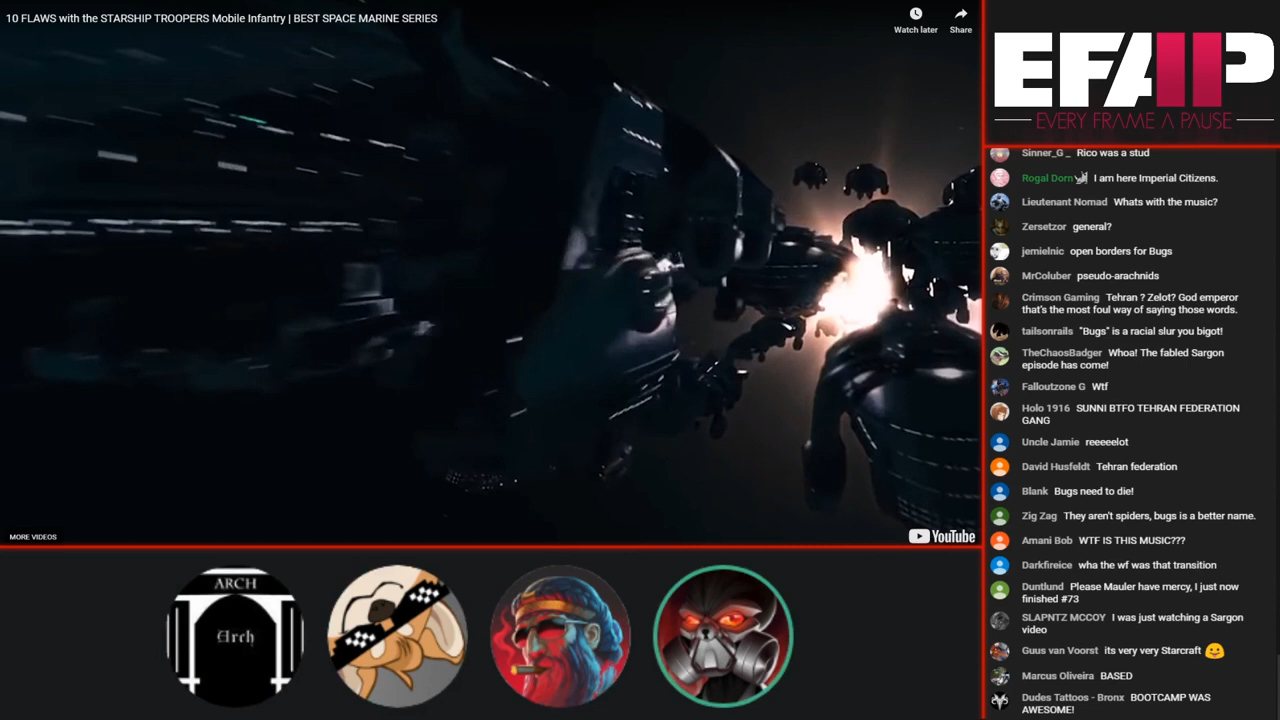 10 FLAWS with the STARSHIP TROOPERS Mobile Infantry | BEST SPACE MARINE SERIES
Watch later
Share
MORE VIDEOS
YouTube
ARCH
Arch
EFAP
EVERY FRAME A PAUSE
Sinner_G _ Rico was a stud
Rogal Dorn I am here Imperial Citizens.
Lieutenant Nomad Whats with the music?
Zersetzor general?
jemielnic open borders for Bugs
MrColuber pseudo-arachnids
Crimson Gaming Tehran ? Zelot? God emperor
that's the most foul way of saying those words.
tailsonrails "Bugs" is a racial slur you bigot!
TheChaosBadger Whoa! The fabled Sargon
episode has come!
Falloutzone G Wtf
Holo 1916 SUNNI BTFO TEHRAN FEDERATION
GANG
Uncle Jamie reeeeelot
David Husfeldt Tehran federation
Blank Bugs need to die!
Zig Zag They aren't spiders, bugs is a better name.
Amani Bob WTF IS THIS MUSIC???
Darkfireice wha the wf was that transition
Duntlund Please Mauler have mercy, I just now
finished #73
SLAPNTZ MCCOY I was just watching a Sargon
video
Guus van Voorst its very very Starcraft
Marcus Oliveira BASED
Dudes Tattoos - Bronx BOOTCAMP WAS
AWESOME!